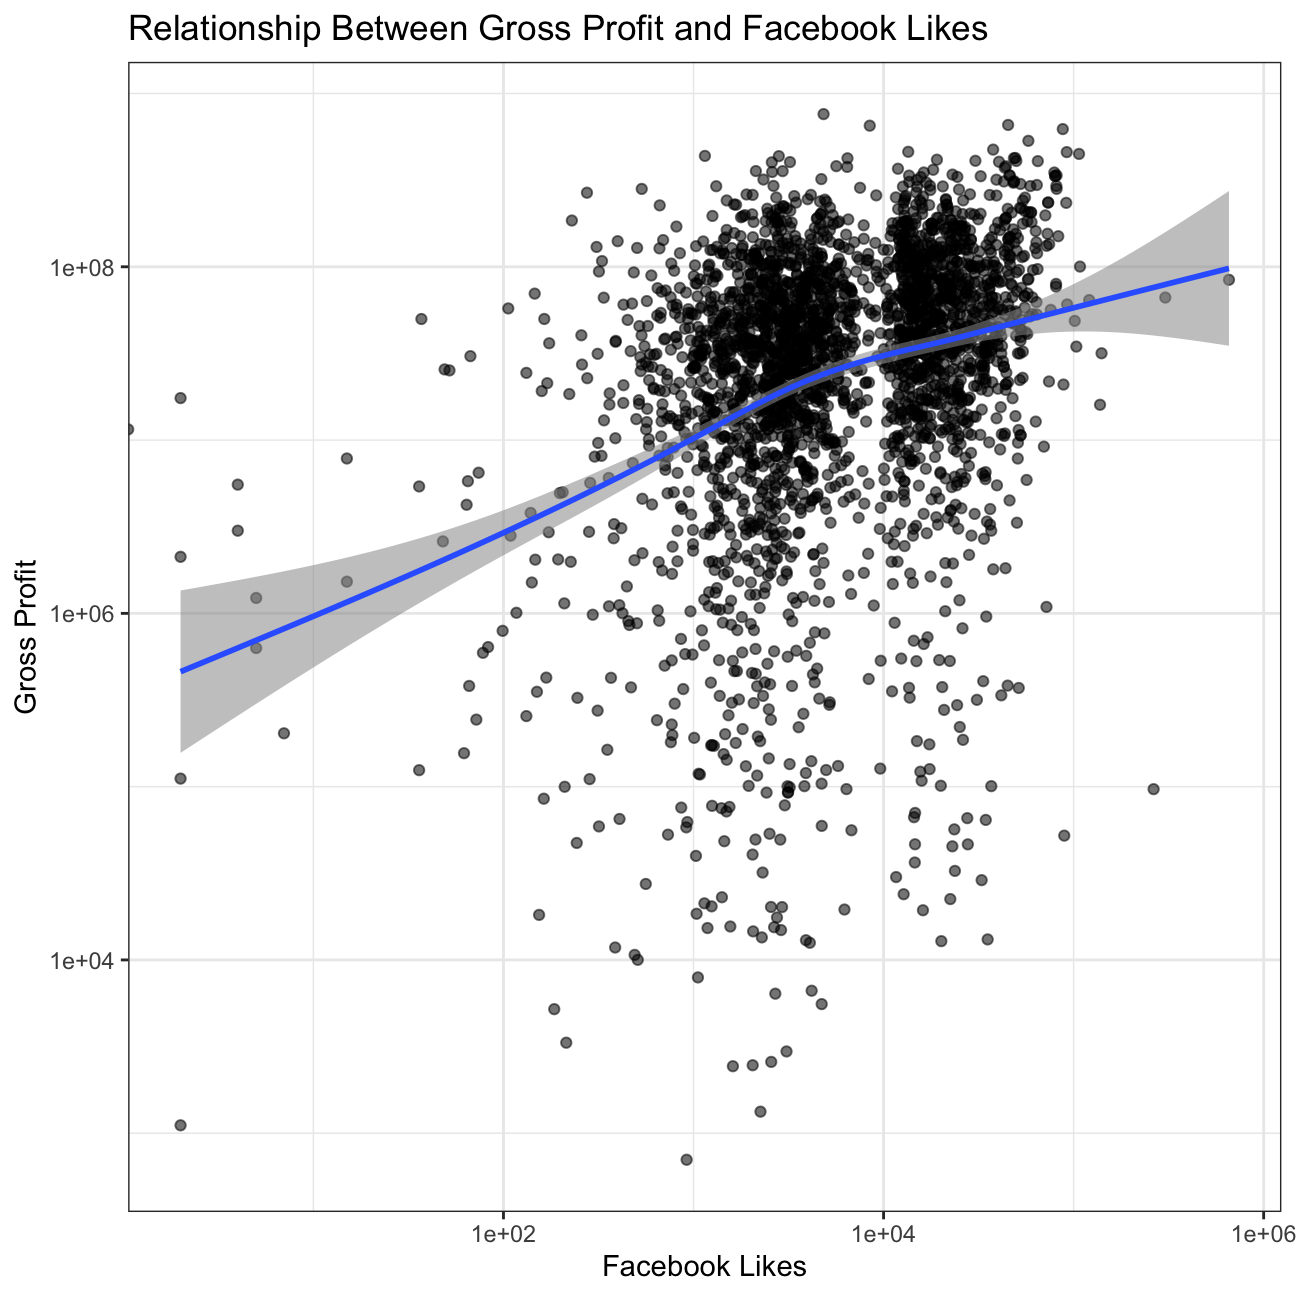 Relationship Between Gross Profit and Facebook Likes
1e+08
1e+06
1e+04
Gross Profit
1e+02
1e+04
1e+06
Facebook Likes